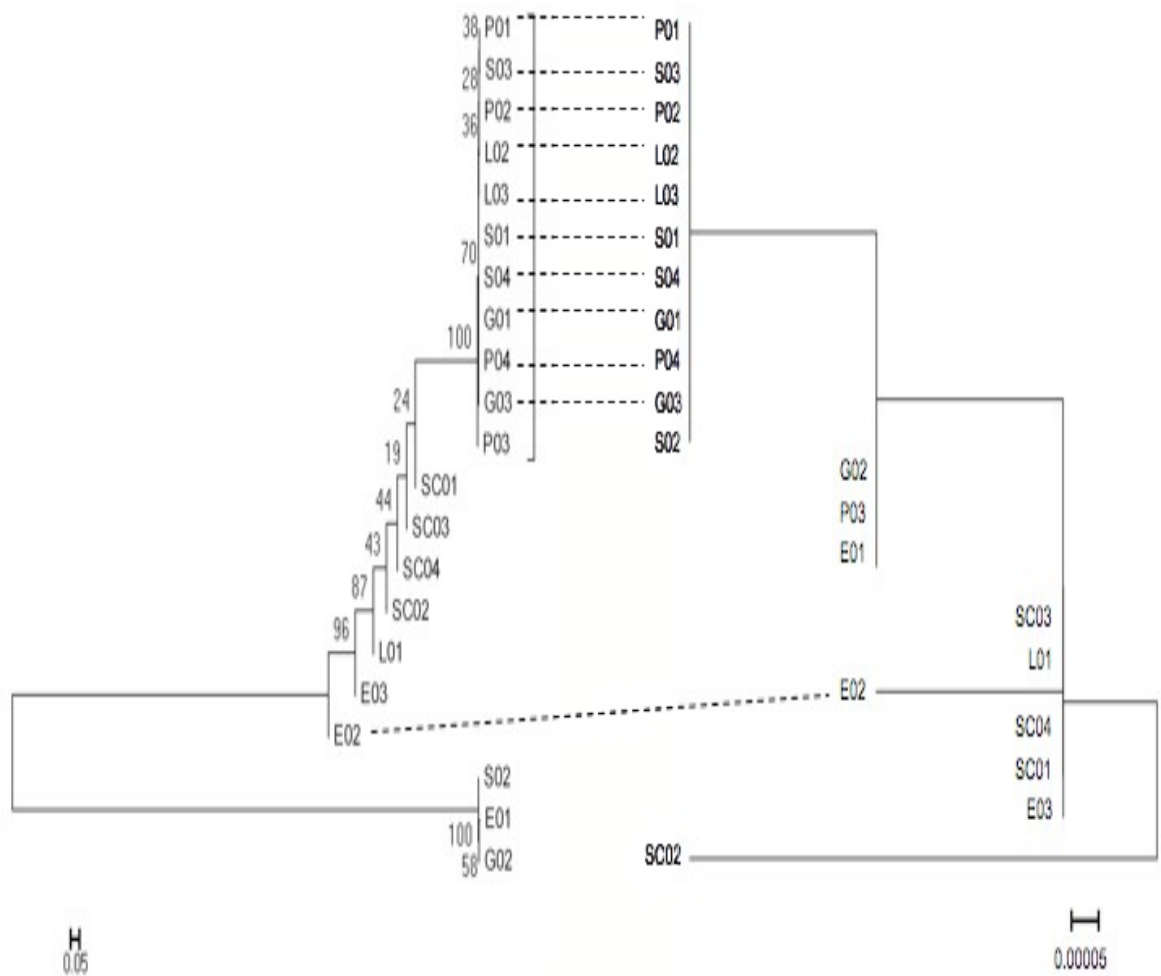 38 P01 P01
28 S03 S03
36 P02 P02
L02 L02
L03 L03
70 S01 S01
S04 S04
G01 G01
100 P04 P04
24 G03 G03
19 P03 S02
SC01 G02
44 SC03 P03
43 SC04 E01
87 SC02 SC03
96 L01 L01
E03 E02
E02 SC04
S02 SC01
E01 E03
100
58 G02 SC02
0.05 0.00005